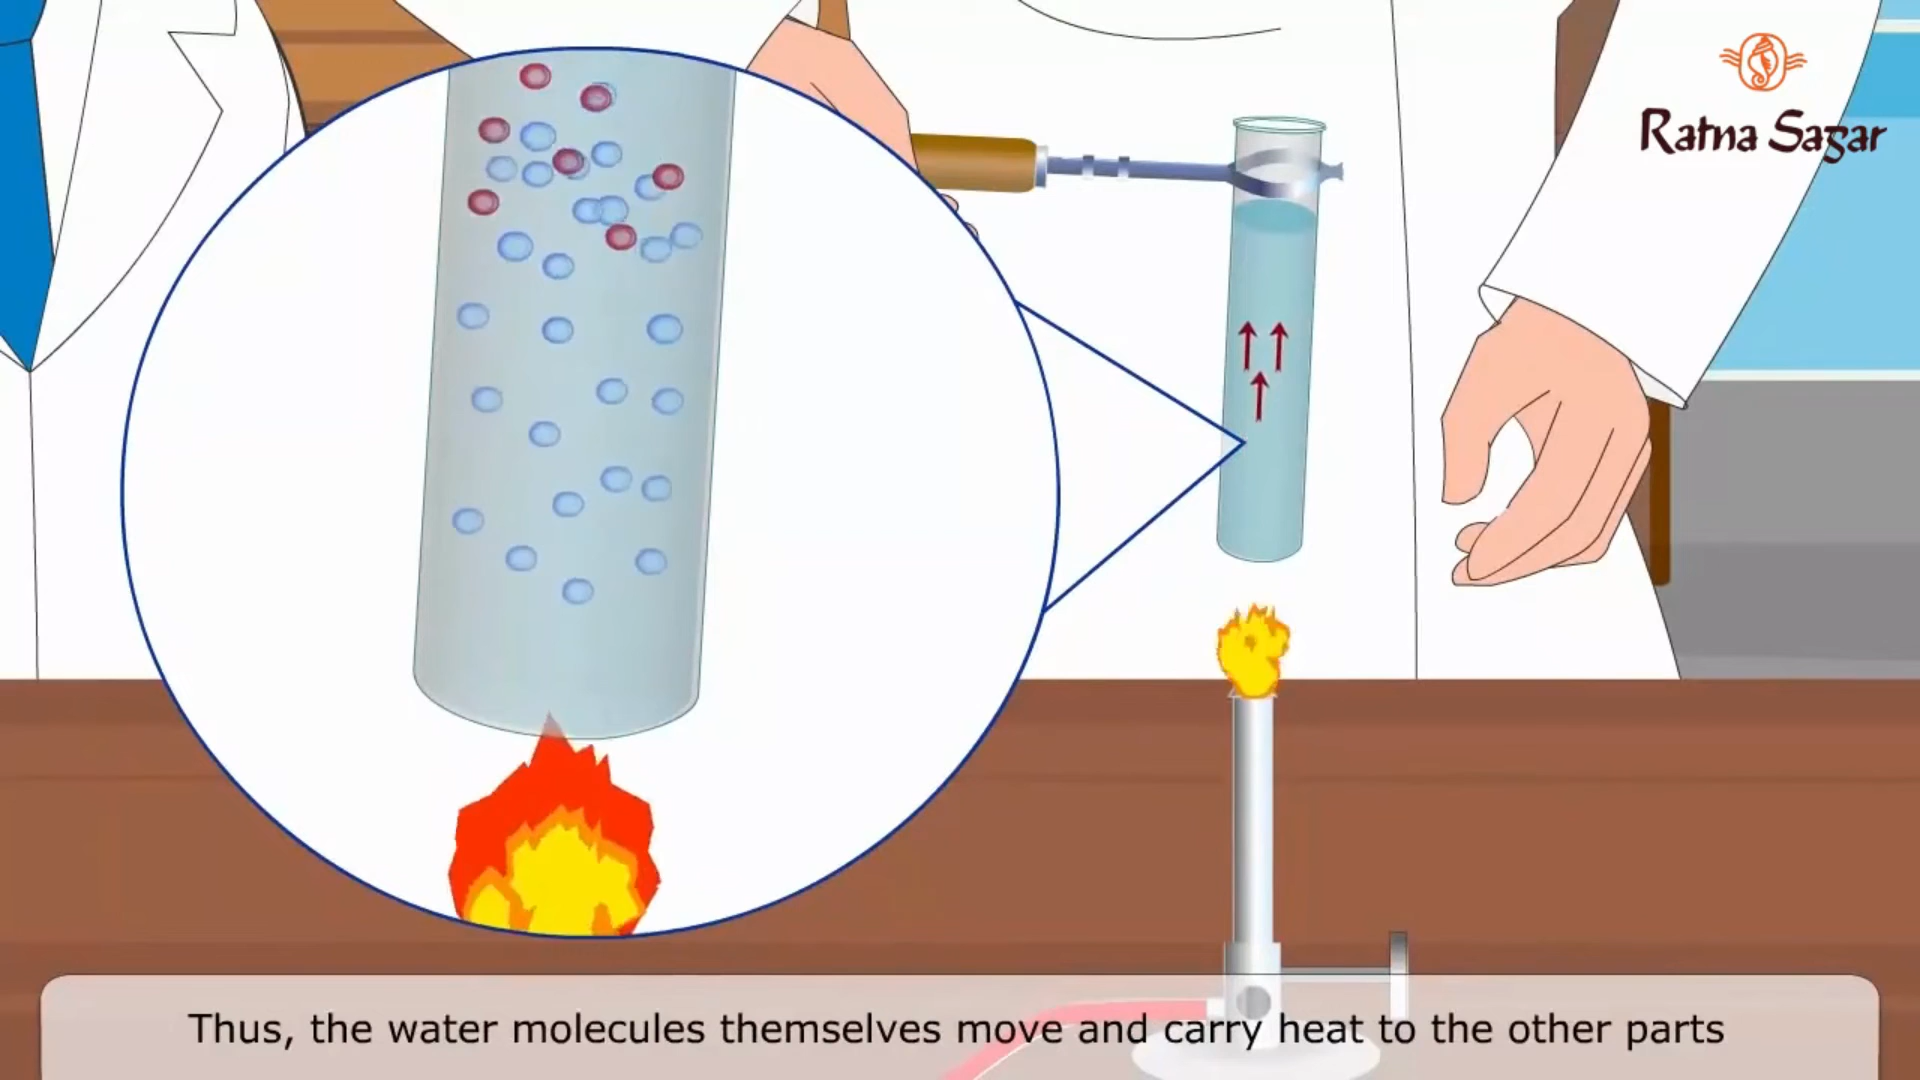 Ratna Sagar
Thus, the water molecules themselves move and carry heat to the other parts